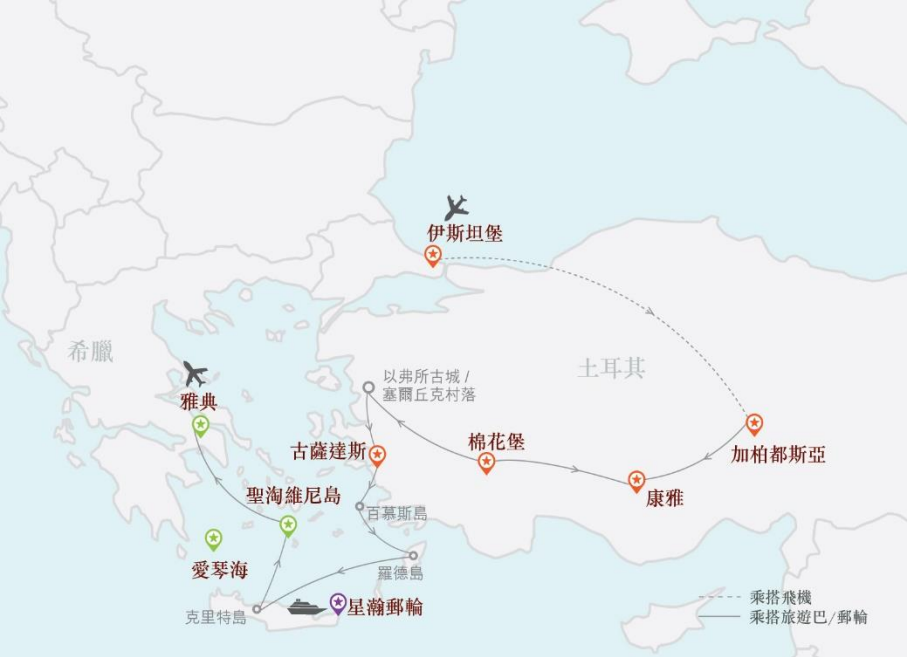 伊斯坦堡
希臘
土耳其
以弗所古城 /
塞爾丘克村落
雅典
古薩達斯
棉花堡
加柏都斯亞
聖淘維尼島
康雅
百慕斯島
愛琴海
羅德島
克里特島
星瀚郵輪
乘搭飛機
乘搭旅遊巴/郵輪